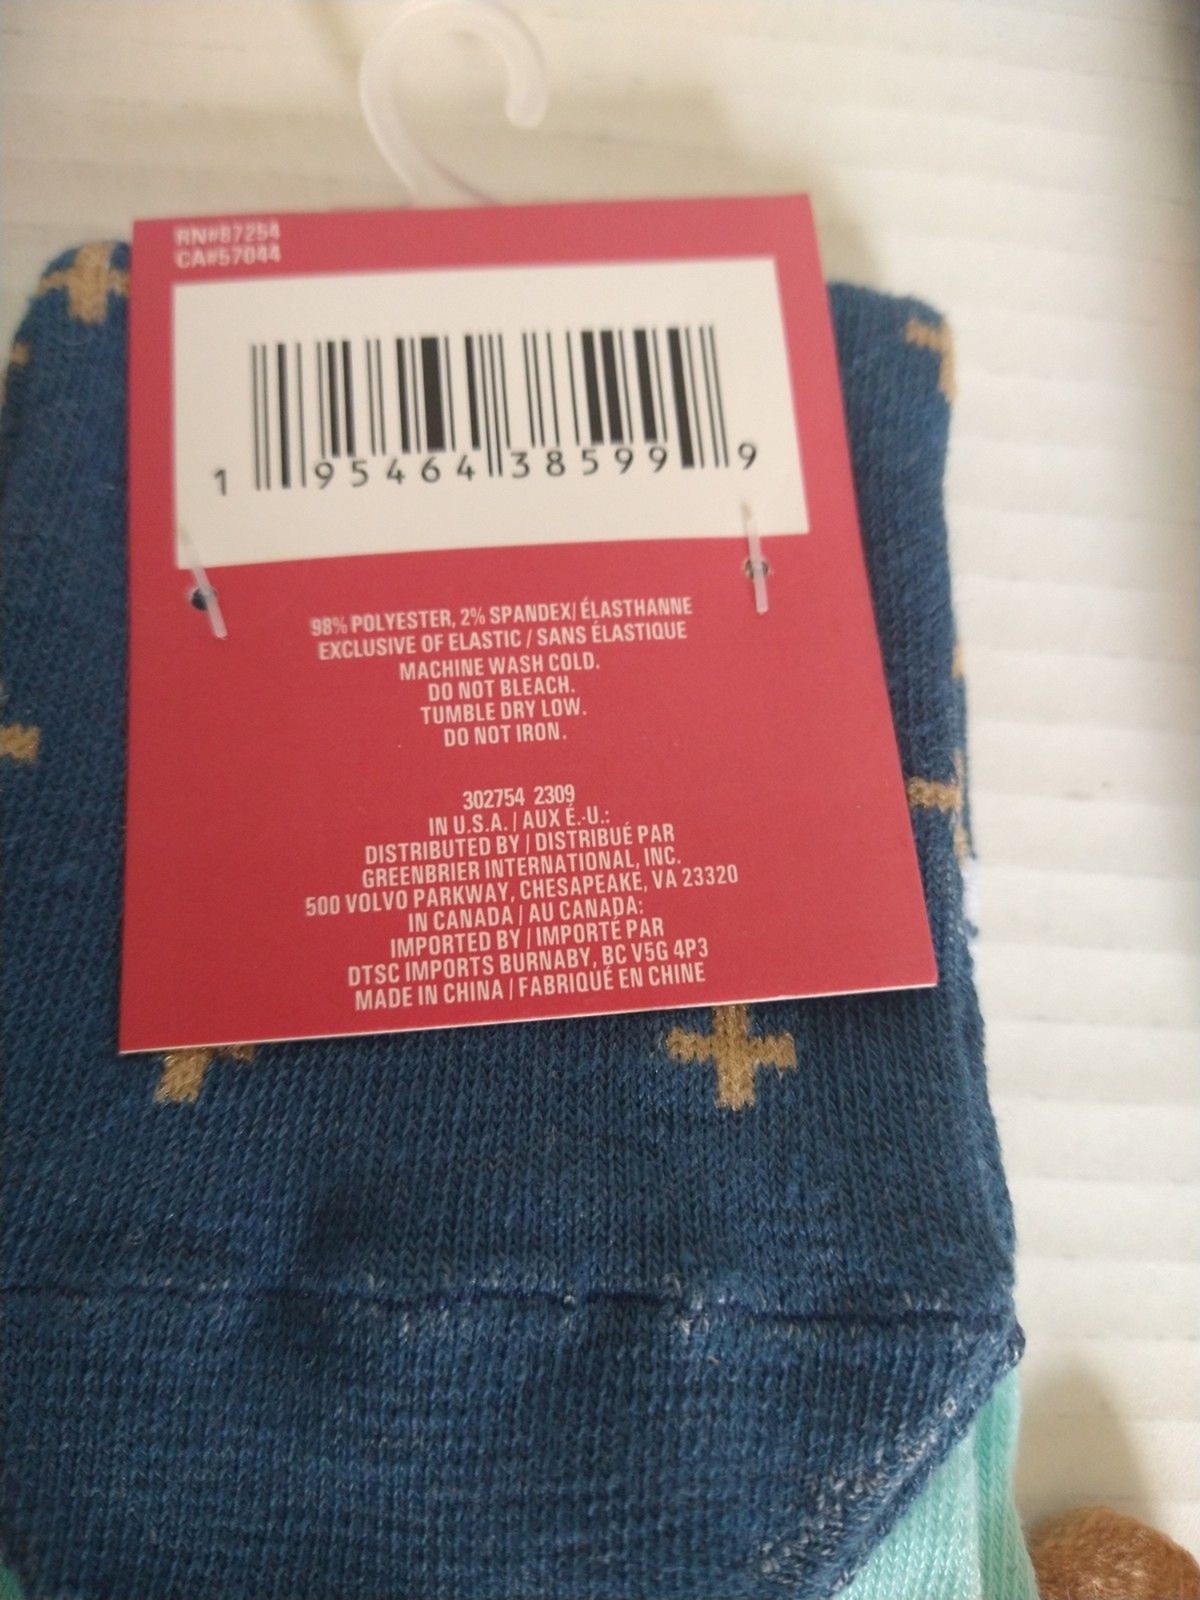 RN#87254
CA#57044
1 95464 38599 9
98% POLYESTER, 2% SPANDEX/ ÉLASTHANNE
EXCLUSIVE OF ELASTIC / SANS ÉLASTIQUE
MACHINE WASH COLD.
DO NOT BLEACH.
TUMBLE DRY LOW.
DO NOT IRON.
302754 2309
IN U.S.A. / AUX É.-U.:
DISTRIBUTED BY / DISTRIBUÉ PAR
GREENBRIER INTERNATIONAL, INC.
500 VOLVO PARKWAY, CHESAPEAKE, VA 23320
IN CANADA / AU CANADA:
IMPORTED BY / IMPORTÉ PAR
DTSC IMPORTS BURNABY, BC V5G 4P3
MADE IN CHINA / FABRIQUÉ EN CHINE